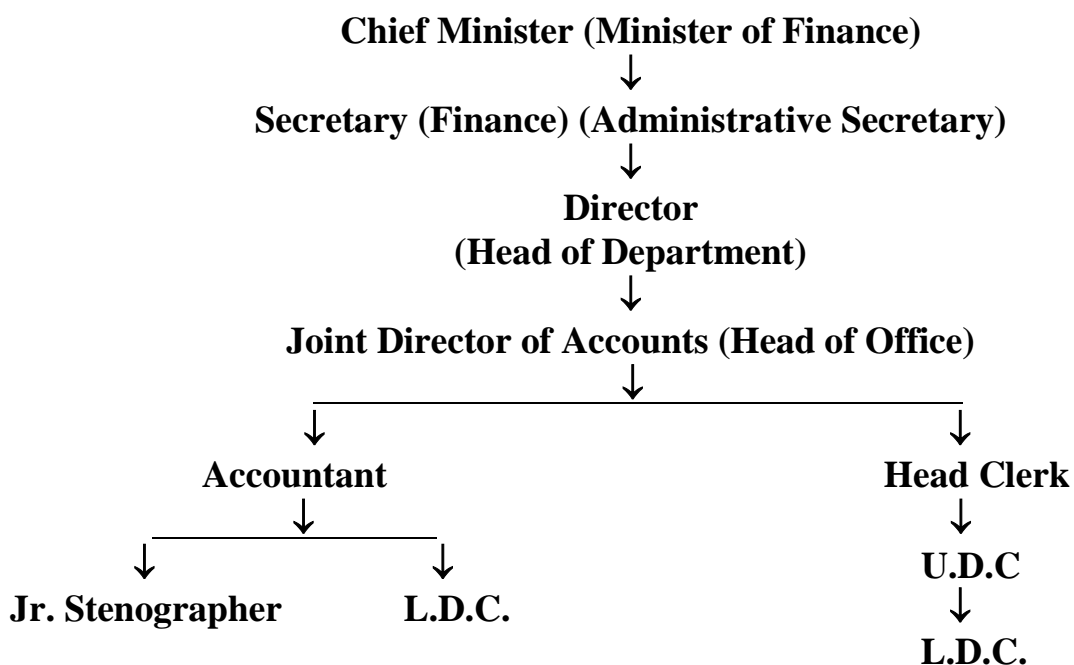 Chief Minister (Minister of Finance)
Secretary (Finance) (Administrative Secretary)
Director
(Head of Department)
Joint Director of Accounts (Head of Office)
Accountant
Head Clerk
U.D.C
Jr. Stenographer
L.D.C.
L.D.C.